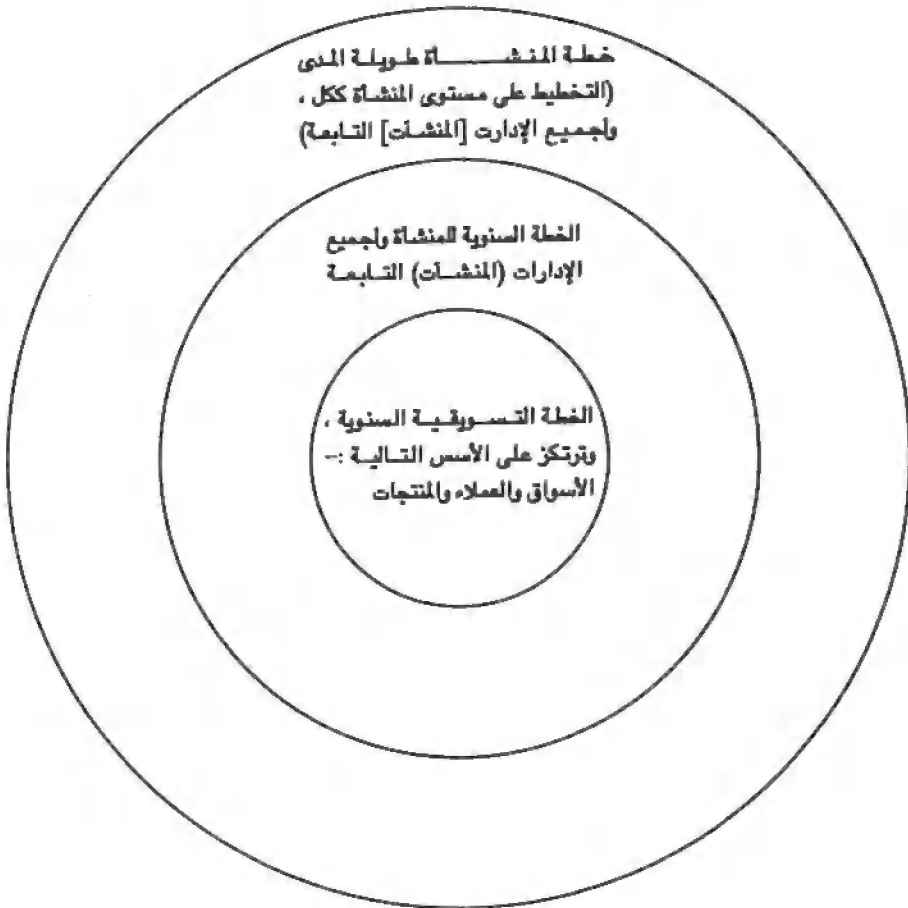 خطة المنشأة طويلة المدى
(التخطيط على مستوى المنشأة ككل ،
ولجميع الإدارت [المنشآت] التابعة)
الخطة السنوية للمنشأة ولجميع
الإدارات (المنشآت) التابعة
الخطة التسويقية السنوية ،
وترتكز على الأسس التالية :-
الأسواق والعملاء والمنتجات